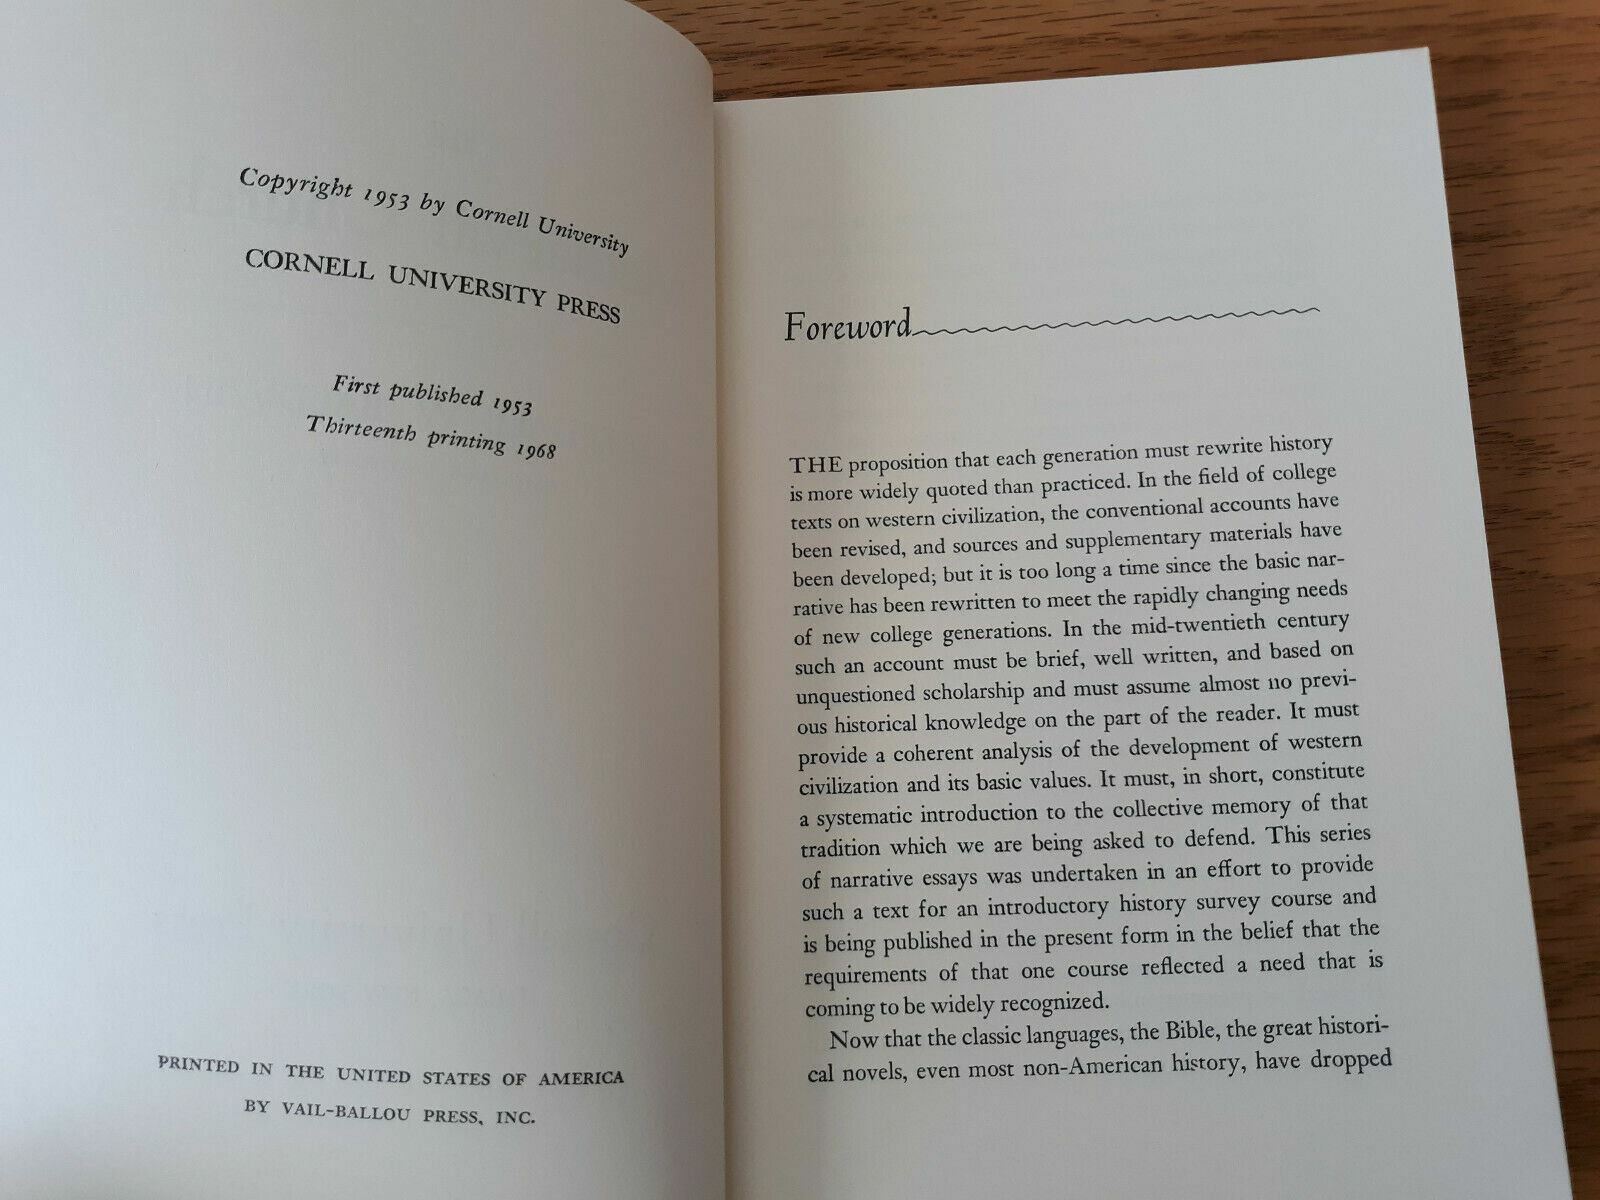 Copyright 1953 by Cornell University
CORNELL UNIVERSITY PRESS
First published 1953
Thirteenth printing 1968
PRINTED IN THE UNITED STATES OF AMERICA
BY VAIL-BALLOU PRESS, INC.
Foreword
THE proposition that each generation must rewrite history
is more widely quoted than practiced. In the field of college
texts on western civilization, the conventional accounts have
been revised, and sources and supplementary materials have
been developed; but it is too long a time since the basic nar-
rative has been rewritten to meet the rapidly changing needs
of new college generations. In the mid-twentieth century
such an account must be brief, well written, and based on
unquestioned scholarship and must assume almost no previ-
ous historical knowledge on the part of the reader. It must
provide a coherent analysis of the development of western
civilization and its basic values. It must, in short, constitute
a systematic introduction to the collective memory of that
tradition which we are being asked to defend. This series
of narrative essays was undertaken in an effort to provide
such a text for an introductory history survey course and
is being published in the present form in the belief that the
requirements of that one course reflected a need that is
coming to be widely recognized.
Now that the classic languages, the Bible, the great histori-
cal novels, even most non-American history, have dropped